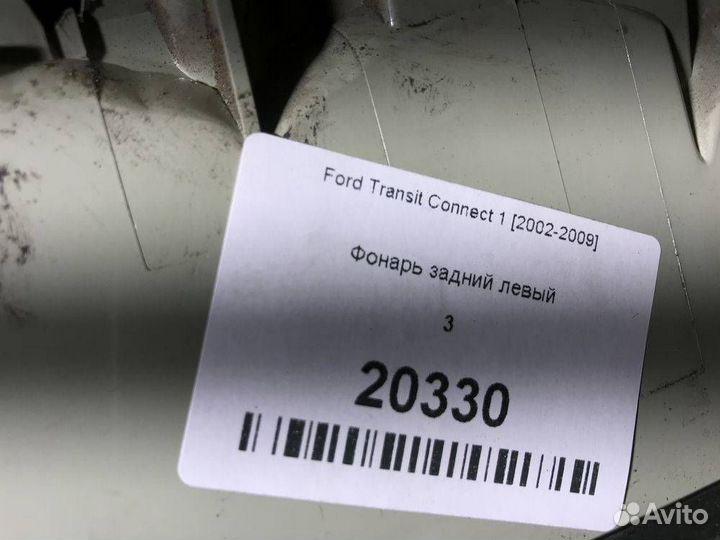 Ford Transit Connect 1 [2002-2009]
Фонарь задний левый
3
20330
Avito